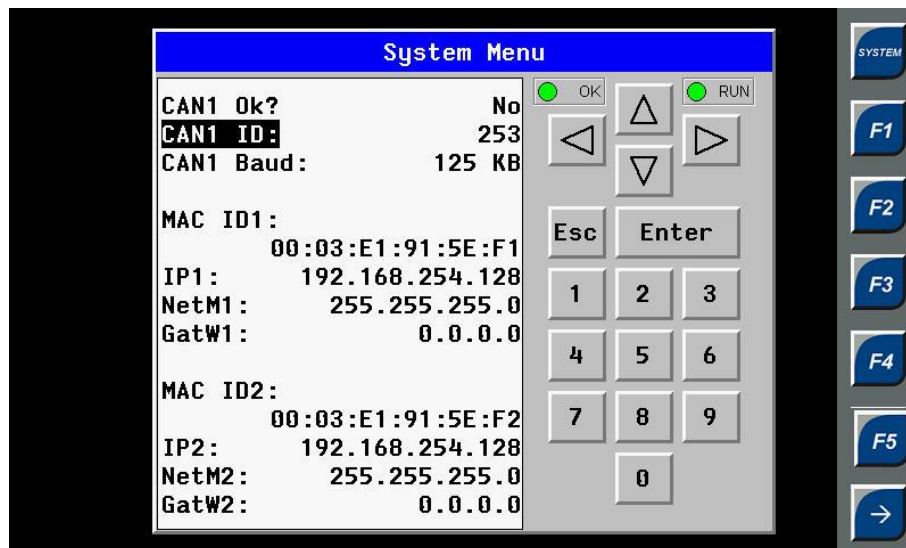 System Menu
CAN1 Ok? No
CAN1 ID: 253
CAN1 Baud: 125 KB
MAC ID1:
00:03:E1:91:5E:F1
IP1: 192.168.254.128
NetM1: 255.255.255.0
GatW1: 0.0.0.0
MAC ID2:
00:03:E1:91:5E:F2
IP2: 192.168.254.128
NetM2: 255.255.255.0
GatW2: 0.0.0.0
OK RUN
Esc Enter
1 2 3
4 5 6
7 8 9
0
SYSTEM
F1
F2
F3
F4
F5